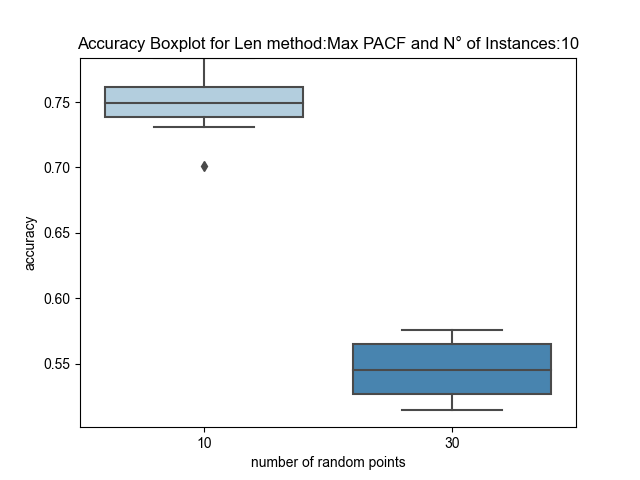 Accuracy Boxplot for Len method:Max PACF and N° of Instances:10
0.75
0.70
0.65
0.60
0.55
accuracy
10
30
number of random points